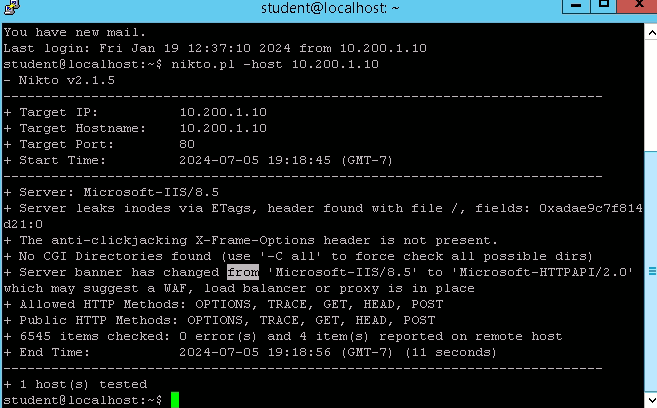 student@localhost: ~
You have new mail.
Last login: Fri Jan 19 12:37:10 2024 from 10.200.1.10
student@localhost:~$ nikto.pl -host 10.200.1.10
- Nikto v2.1.5
---------------------------------------------------------------------------
+ Target IP:          10.200.1.10
+ Target Hostname:    10.200.1.10
+ Target Port:        80
+ Start Time:         2024-07-05 19:18:45 (GMT-7)
---------------------------------------------------------------------------
+ Server: Microsoft-IIS/8.5
+ Server leaks inodes via ETags, header found with file /, fields: 0xadae9c7f814
d21:0
+ The anti-clickjacking X-Frame-Options header is not present.
+ No CGI Directories found (use '-C all' to force check all possible dirs)
+ Server banner has changed from 'Microsoft-IIS/8.5' to 'Microsoft-HTTPAPI/2.0'
which may suggest a WAF, load balancer or proxy is in place
+ Allowed HTTP Methods: OPTIONS, TRACE, GET, HEAD, POST
+ Public HTTP Methods: OPTIONS, TRACE, GET, HEAD, POST
+ 6545 items checked: 0 error(s) and 4 item(s) reported on remote host
+ End Time:           2024-07-05 19:18:56 (GMT-7) (11 seconds)
---------------------------------------------------------------------------
+ 1 host(s) tested
student@localhost:~$